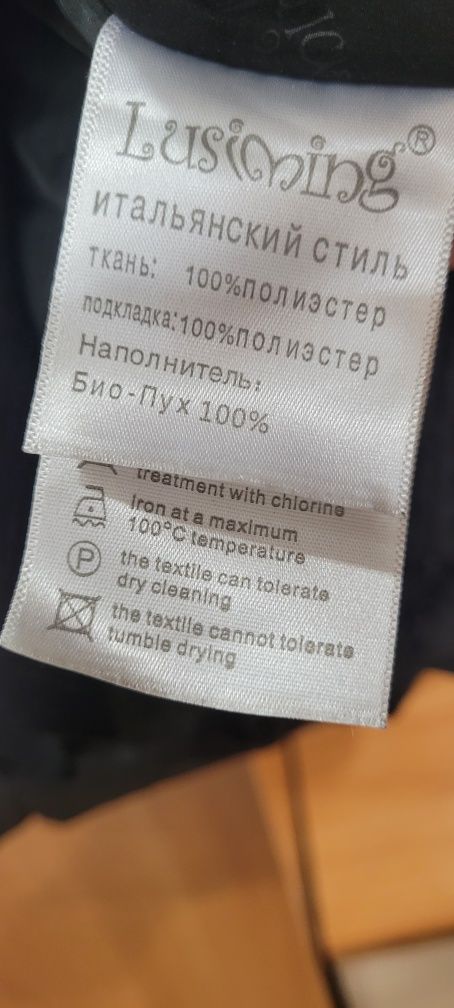 Lusiming®
ИТАЛЬЯНСКИЙ СТИЛЬ
ткань: 100%полиэстер
подкладка:100%полиэстер
Наполнитель:
Био-Пух 100%
treatment with chlorine
Iron at a maximum
100°C temperature
P
the textile can tolerate
dry cleaning
the textile cannot tolerate
tumble drying